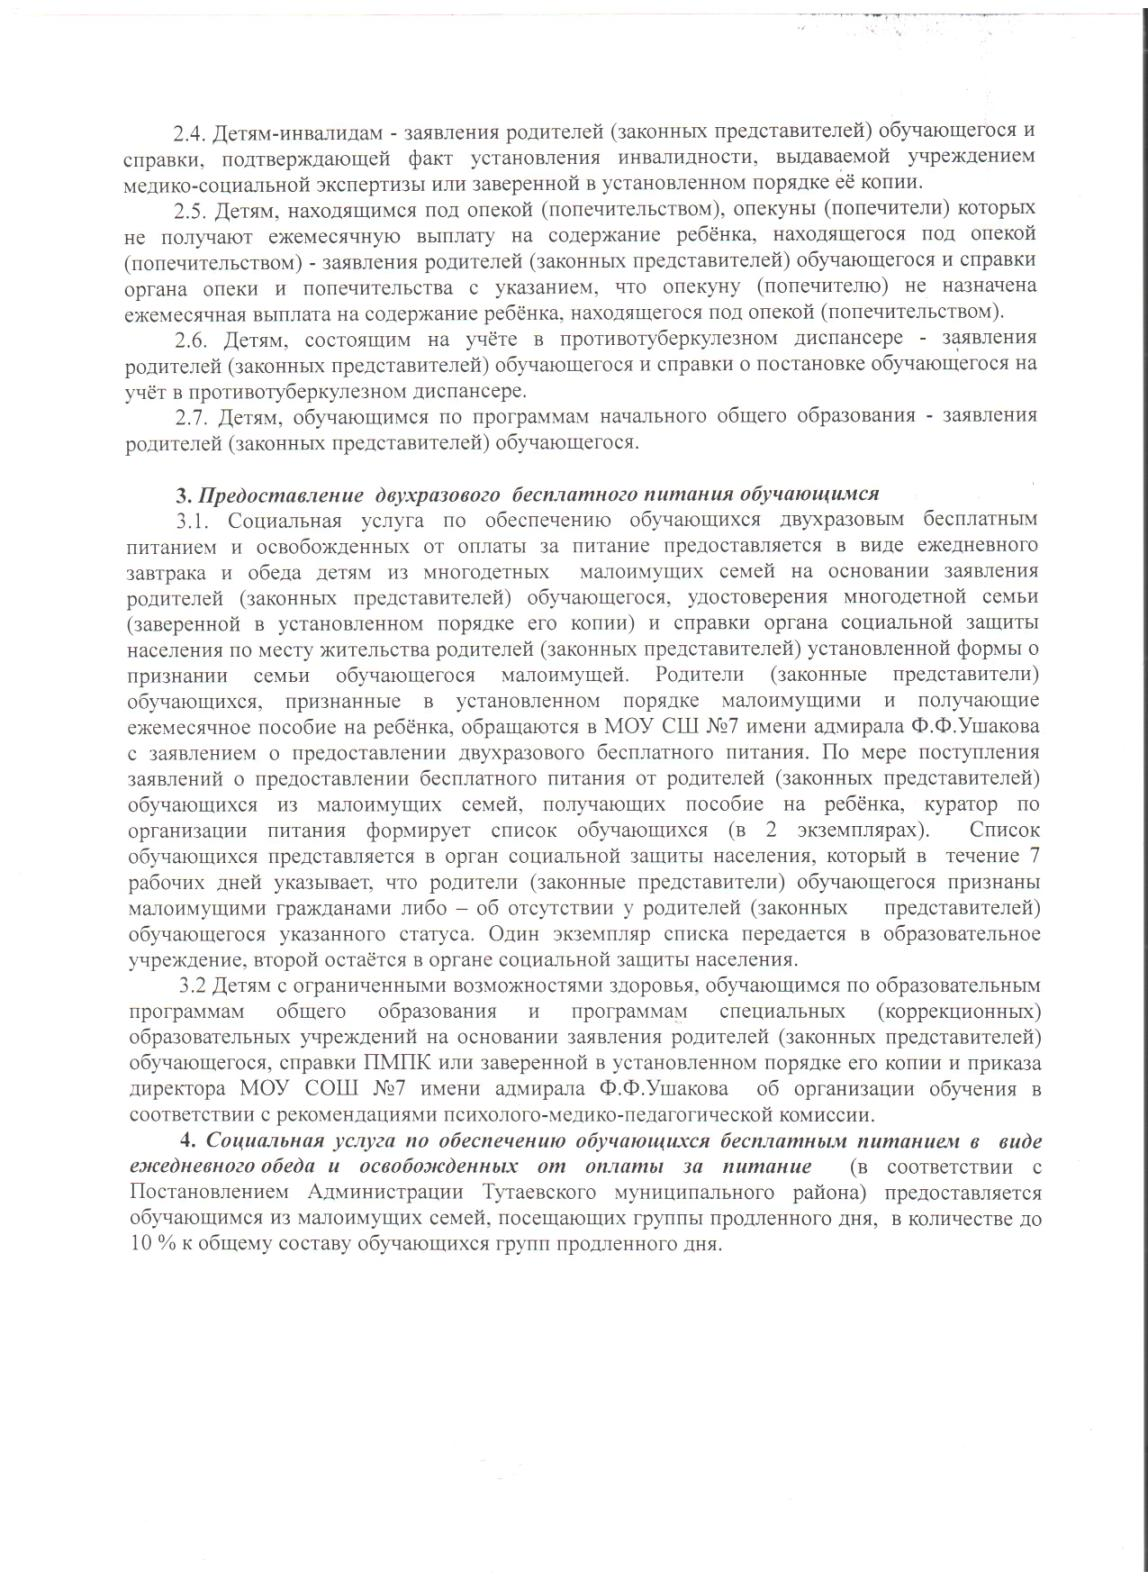 2.4. Детям-инвалидам - заявления родителей (законных представителей) обучающегося и
справки, подтверждающей факт установления инвалидности, выдаваемой учреждением
медико-социальной экспертизы или заверенной в установленном порядке её копии.
2.5. Детям, находящимся под опекой (попечительством), опекуны (попечители) которых
не получают ежемесячную выплату на содержание ребёнка, находящегося под опекой
(попечительством) - заявления родителей (законных представителей) обучающегося и справки
органа опеки и попечительства с указанием, что опекуну (попечителю) не назначена
ежемесячная выплата на содержание ребёнка, находящегося под опекой (попечительством).
2.6. Детям, состоящим на учёте в противотуберкулезном диспансере - заявления
родителей (законных представителей) обучающегося и справки о постановке обучающегося на
учёт в противотуберкулезном диспансере.
2.7. Детям, обучающимся по программам начального общего образования - заявления
родителей (законных представителей) обучающегося.
3. Предоставление двухразового бесплатного питания обучающимся
3.1. Социальная услуга по обеспечению обучающихся двухразовым бесплатным
питанием и освобожденных от оплаты за питание предоставляется в виде ежедневного
завтрака и обеда детям из многодетных малоимущих семей на основании заявления
родителей (законных представителей) обучающегося, удостоверения многодетной семьи
(заверенной в установленном порядке его копии) и справки органа социальной защиты
населения по месту жительства родителей (законных представителей) установленной формы о
признании семьи обучающегося малоимущей. Родители (законные представители)
обучающихся, признанные в установленном порядке малоимущими и получающие
ежемесячное пособие на ребёнка, обращаются в МОУ СШ №7 имени адмирала Ф.Ф.Ушакова
с заявлением о предоставлении двухразового бесплатного питания. По мере поступления
заявлений о предоставлении бесплатного питания от родителей (законных представителей)
обучающихся из малоимущих семей, получающих пособие на ребёнка, куратор по
организации питания формирует список обучающихся (в 2 экземплярах). Список
обучающихся представляется в орган социальной защиты населения, который в течение 7
рабочих дней указывает, что родители (законные представители) обучающегося признаны
малоимущими гражданами либо – об отсутствии у родителей (законных представителей)
обучающегося указанного статуса. Один экземпляр списка передается в образовательное
учреждение, второй остаётся в органе социальной защиты населения.
3.2 Детям с ограниченными возможностями здоровья, обучающимся по образовательным
программам общего образования и программам специальных (коррекционных)
образовательных учреждений на основании заявления родителей (законных представителей)
обучающегося, справки ПМПК или заверенной в установленном порядке его копии и приказа
директора МОУ СОШ №7 имени адмирала Ф.Ф.Ушакова об организации обучения в
соответствии с рекомендациями психолого-медико-педагогической комиссии.
4. Социальная услуга по обеспечению обучающихся бесплатным питанием в виде
ежедневного обеда и освобожденных от оплаты за питание (в соответствии с
Постановлением Администрации Тутаевского муниципального района) предоставляется
обучающимся из малоимущих семей, посещающих группы продленного дня, в количестве до
10 % к общему составу обучающихся групп продленного дня.